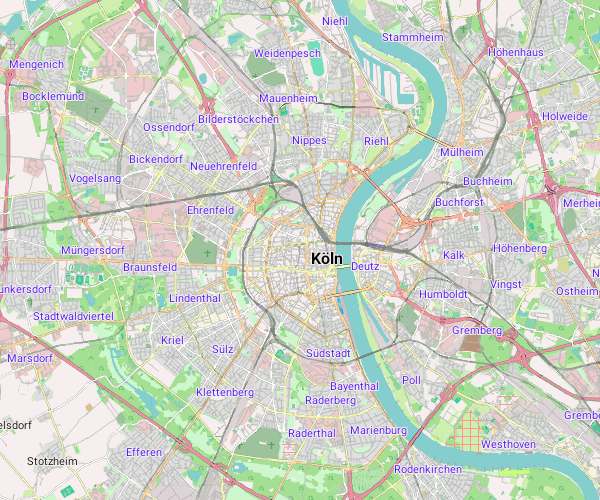 Niehl
Stammheim
Weidenpesch
Höhenhaus
Mengenich
Bocklemünd
Mauenheim
Holweide
Bilderstöckchen
Ossendorf
Nippes
Riehl
Mülheim
Bickendorf
Neuehrenfeld
Vogelsang
Buchheim
Buchforst
Merheim
Ehrenfeld
Müngersdorf
Höhenberg
Köln
Kalk
Braunsfeld
Deutz
Vingst
unkersdorf
Ostheim
Lindenthal
Humboldt
Stadtwaldviertel
Gremberg
Kriel
Sülz
Südstadt
Marsdorf
Poll
Bayenthal
Klettenberg
Raderberg
Grember
elsdorf
Raderthal
Marienburg
Westhoven
Efferen
Stotzheim
Rodenkirchen